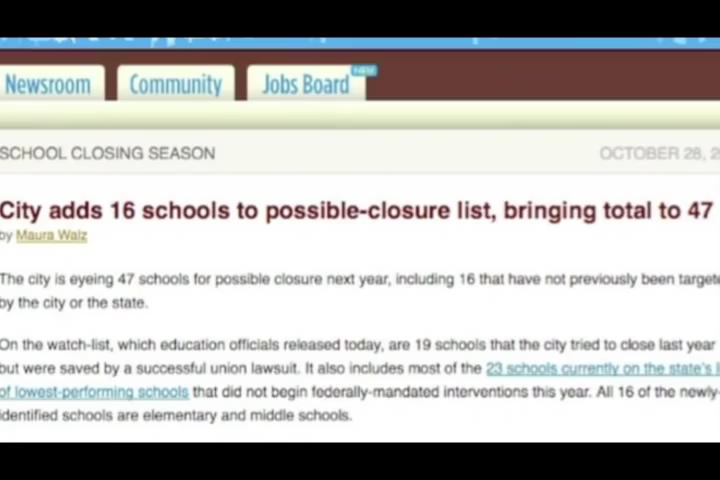 Newsroom Community Jobs Board NEW
SCHOOL CLOSING SEASON OCTOBER 28,
City adds 16 schools to possible-closure list, bringing total to 47
by Maura Walz
The city is eyeing 47 schools for possible closure next year, including 16 that have not previously been targete
by the city or the state.
On the watch-list, which education officials released today, are 19 schools that the city tried to close last year
but were saved by a successful union lawsuit. It also includes most of the 23 schools currently on the state's
of lowest-performing schools that did not begin federally-mandated interventions this year. All 16 of the newly-
identified schools are elementary and middle schools.